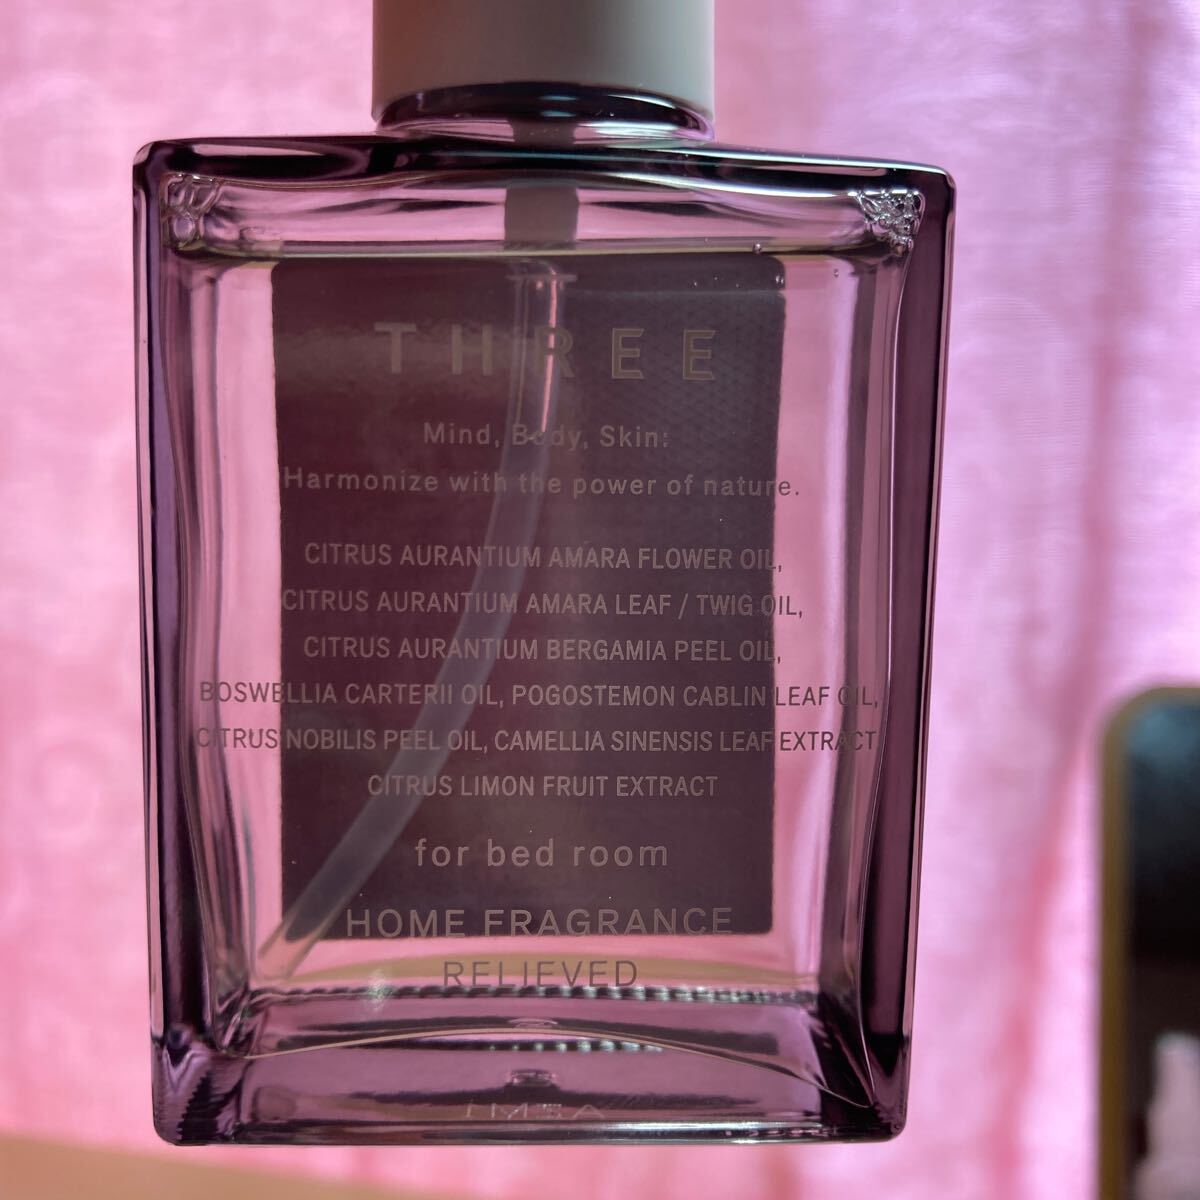 THREE
Mind, Body, Skin:
Harmonize with the power of nature.
CITRUS AURANTIUM AMARA FLOWER OIL,
CITRUS AURANTIUM AMARA LEAF / TWIG OIL,
CITRUS AURANTIUM BERGAMIA PEEL OIL,
BOSWELLIA CARTERII OIL, POGOSTEMON CABLIN LEAF OIL,
CITRUS NOBILIS PEEL OIL, CAMELLIA SINENSIS LEAF EXTRACT,
CITRUS LIMON FRUIT EXTRACT
for bed room
HOME FRAGRANCE
RELIEVED